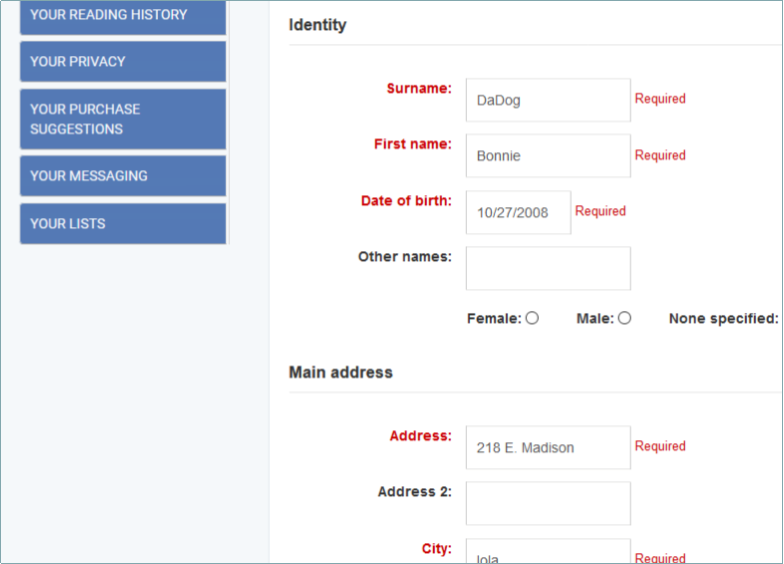 YOUR READING HISTORY
YOUR PRIVACY
YOUR PURCHASE
SUGGESTIONS
YOUR MESSAGING
YOUR LISTS
Identity
Surname: DaDog Required
First name: Bonnie Required
Date of birth: 10/27/2008 Required
Other names:
Female: Male: None specified:
Main address
Address: 218 E. Madison Required
Address 2:
City: Iola Required